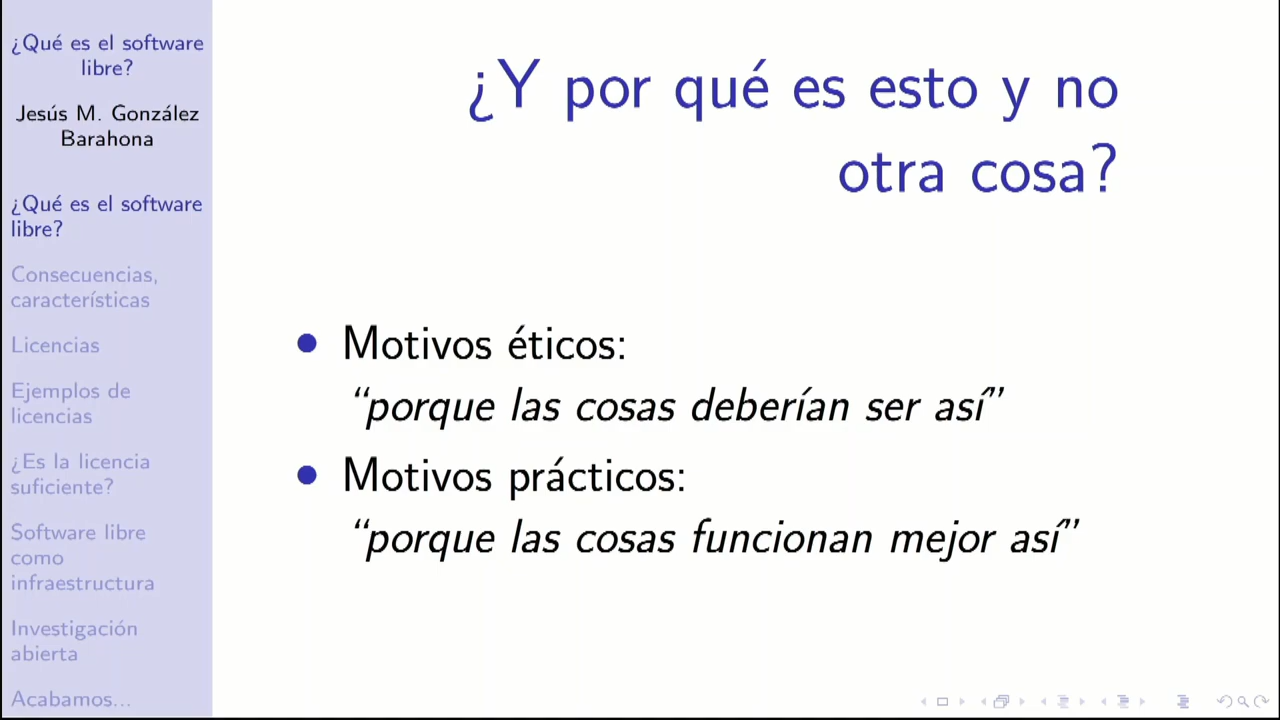 ¿Qué es el software
libre?
Jesús M. González
Barahona
¿Qué es el software
libre?
Consecuencias,
características
Licencias
Ejemplos de
licencias
¿Es la licencia
suficiente?
Software libre
como
infraestructura
Investigación
abierta
Acabamos...
¿Y por qué es esto y no
otra cosa?
• Motivos éticos:
“porque las cosas deberían ser así”
• Motivos prácticos:
“porque las cosas funcionan mejor así”